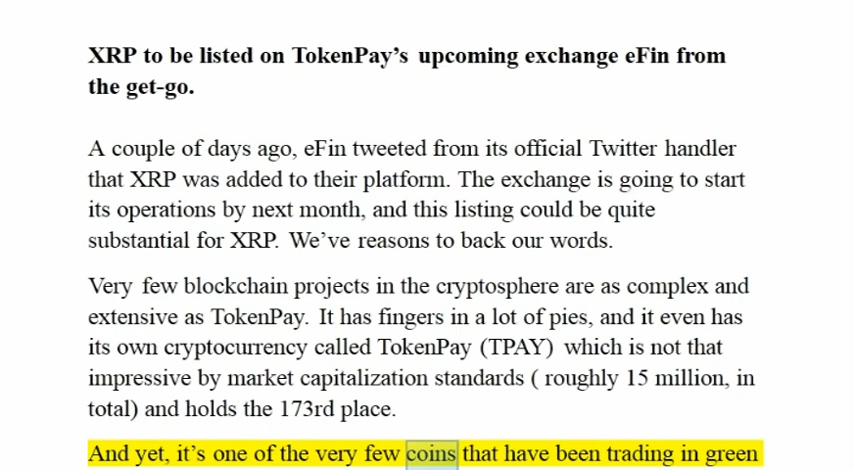 XRP to be listed on TokenPay’s upcoming exchange eFin from
the get-go.
A couple of days ago, eFin tweeted from its official Twitter handler
that XRP was added to their platform. The exchange is going to start
its operations by next month, and this listing could be quite
substantial for XRP. We’ve reasons to back our words.
Very few blockchain projects in the cryptosphere are as complex and
extensive as TokenPay. It has fingers in a lot of pies, and it even has
its own cryptocurrency called TokenPay (TPAY) which is not that
impressive by market capitalization standards ( roughly 15 million, in
total) and holds the 173rd place.
And yet, it’s one of the very few coins that have been trading in green